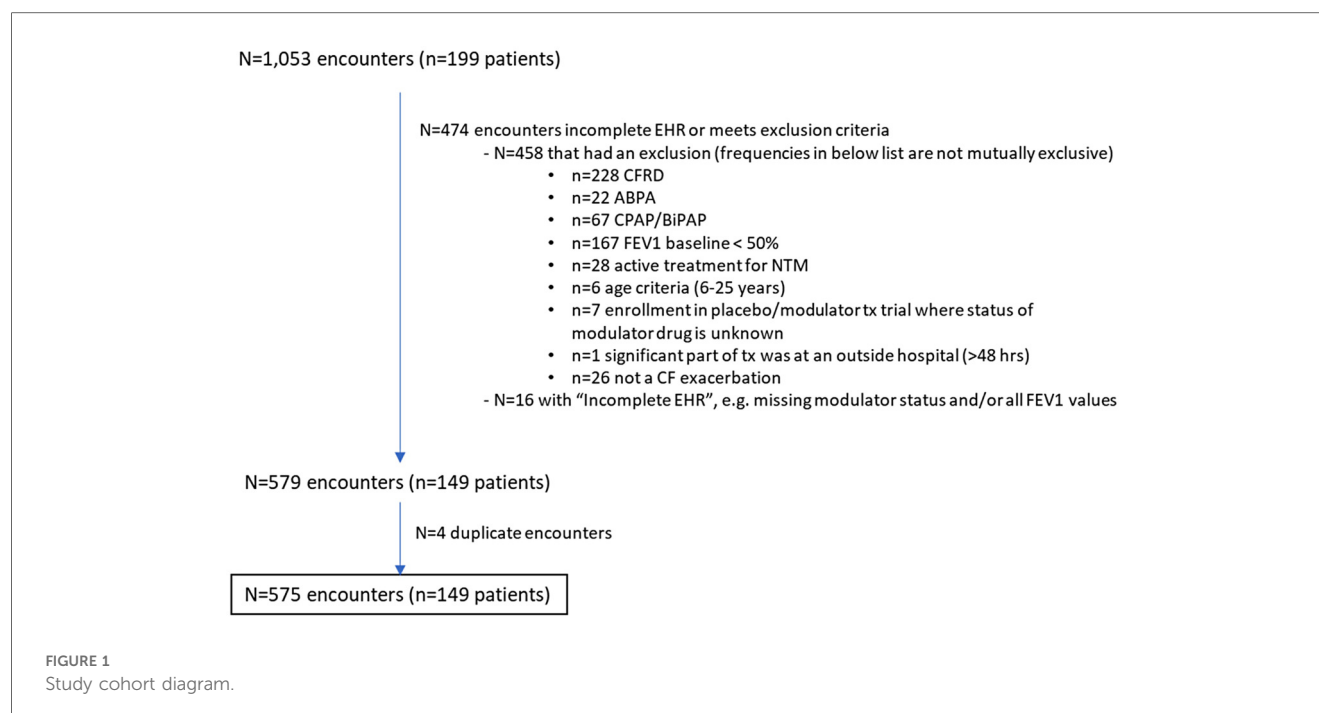 N=1,053 encounters (n=199 patients)
N=474 encounters incomplete EHR or meets exclusion criteria
- N=458 that had an exclusion (frequencies in below list are not mutually exclusive)
• n=228 CFRD
• n=22 ABPA
• n=67 CPAP/BiPAP
• n=167 FEV1 baseline < 50%
• n=28 active treatment for NTM
• n=6 age criteria (6-25 years)
• n=7 enrollment in placebo/modulator tx trial where status of
modulator drug is unknown
• n=1 significant part of tx was at an outside hospital (>48 hrs)
• n=26 not a CF exacerbation
- N=16 with “Incomplete EHR”, e.g. missing modulator status and/or all FEV1 values
N=579 encounters (n=149 patients)
N=4 duplicate encounters
N=575 encounters (n=149 patients)
FIGURE 1
Study cohort diagram.